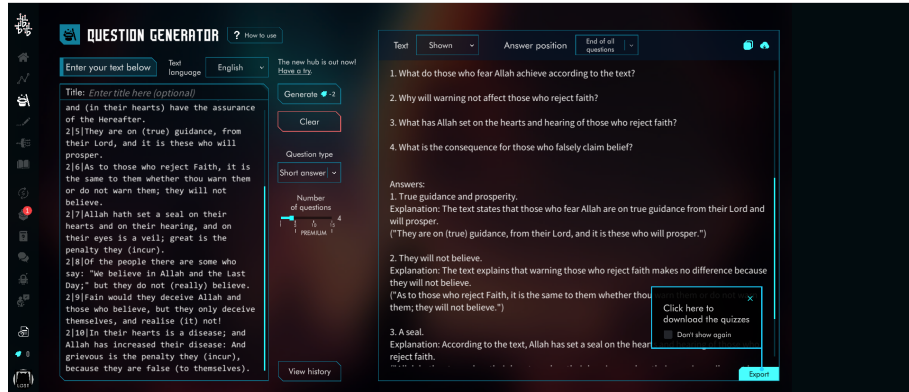 QUESTION GENERATOR
? How to use
Enter your text below
Text language
English
The new hub is out now!
Have a try.
Title: Enter title here (optional)
and (in their hearts) have the assurance
of the Hereafter.
2|5|They are on (true) guidance, from
their Lord, and it is these who will
prosper.
2|6|As to those who reject Faith, it is
the same to them whether thou warn them
or do not warn them; they will not
believe.
2|7|Allah hath set a seal on their
hearts and on their hearing, and on
their eyes is a veil; great is the
penalty they (incur).
2|8|Of the people there are some who
say: "We believe in Allah and the Last
Day;" but they do not (really) believe.
2|9|Fain would they deceive Allah and
those who believe, but they only deceive
themselves, and realise (it) not!
2|10|In their hearts is a disease; and
Allah has increased their disease: And
grievous is the penalty they (incur),
because they are false (to themselves).
Generate -2
Clear
Question type
Short answer
Number
of questions
4
PREMIUM
View history
Text
Shown
Answer position
End of all
questions
1. What do those who fear Allah achieve according to the text?
2. Why will warning not affect those who reject faith?
3. What has Allah set on the hearts and hearing of those who reject faith?
4. What is the consequence for those who falsely claim belief?
Answers:
1. True guidance and prosperity.
Explanation: The text states that those who fear Allah are on true guidance from their Lord and
will prosper.
("They are on (true) guidance, from their Lord, and it is these who will prosper.")
2. They will not believe.
Explanation: The text explains that warning those who reject faith makes no difference because
they will not believe.
("As to those who reject Faith, it is the same to them whether thou
them; they will not believe.")
3. A seal.
Explanation: According to the text, Allah has set a seal on the
reject faith.
Click here to
download the quizzes
Don't show again
Export
1
0
LOST